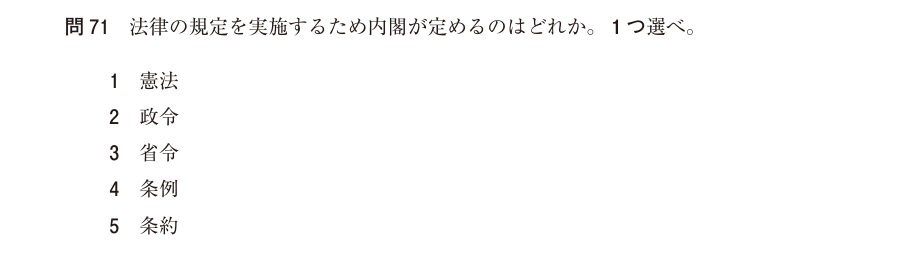 問71　法律の規定を実施するため内閣が定めるのはどれか。1つ選べ。
1　憲法
2　政令
3　省令
4　条例
5　条約